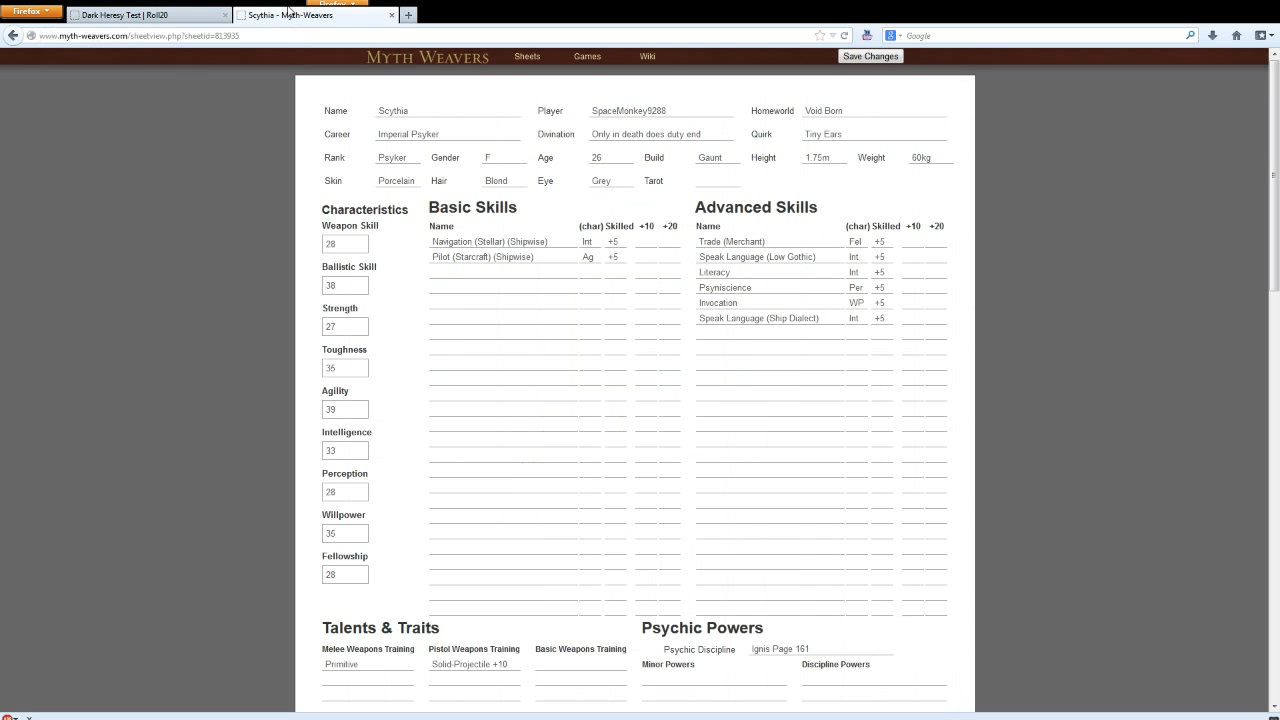 Firefox
Dark Heresy Test | Roll20
Scythia - Myth-Weavers
www.myth-weavers.com/sheetview.php?sheetid=813935
Google
MYTH WEAVERS Sheets Games Wiki Save Changes
Name Scythia Player SpaceMonkey9288 Homeworld Void Born
Career Imperial Psyker Divination Only in death does duty end Quirk Tiny Ears
Rank Psyker Gender F Age 26 Build Gaunt Height 1.75m Weight 60kg
Skin Porcelain Hair Blond Eye Grey Tarot
Characteristics
Weapon Skill
28
Ballistic Skill
38
Strength
27
Toughness
35
Agility
39
Intelligence
33
Perception
28
Willpower
35
Fellowship
28
Basic Skills
Name (char) Skilled +10 +20
Navigation (Stellar) (Shipwise) Int +5
Pilot (Starcraft) (Shipwise) Ag +5
Advanced Skills
Name (char) Skilled +10 +20
Trade (Merchant) Fel +5
Speak Language (Low Gothic) Int +5
Literacy Int +5
Psyniscience Per +5
Invocation WP +5
Speak Language (Ship Dialect) Int +5
Talents & Traits
Melee Weapons Training Pistol Weapons Training Basic Weapons Training
Primitive Solid-Projectile +10
Psychic Powers
Psychic Discipline Ignis Page 161
Minor Powers Discipline Powers